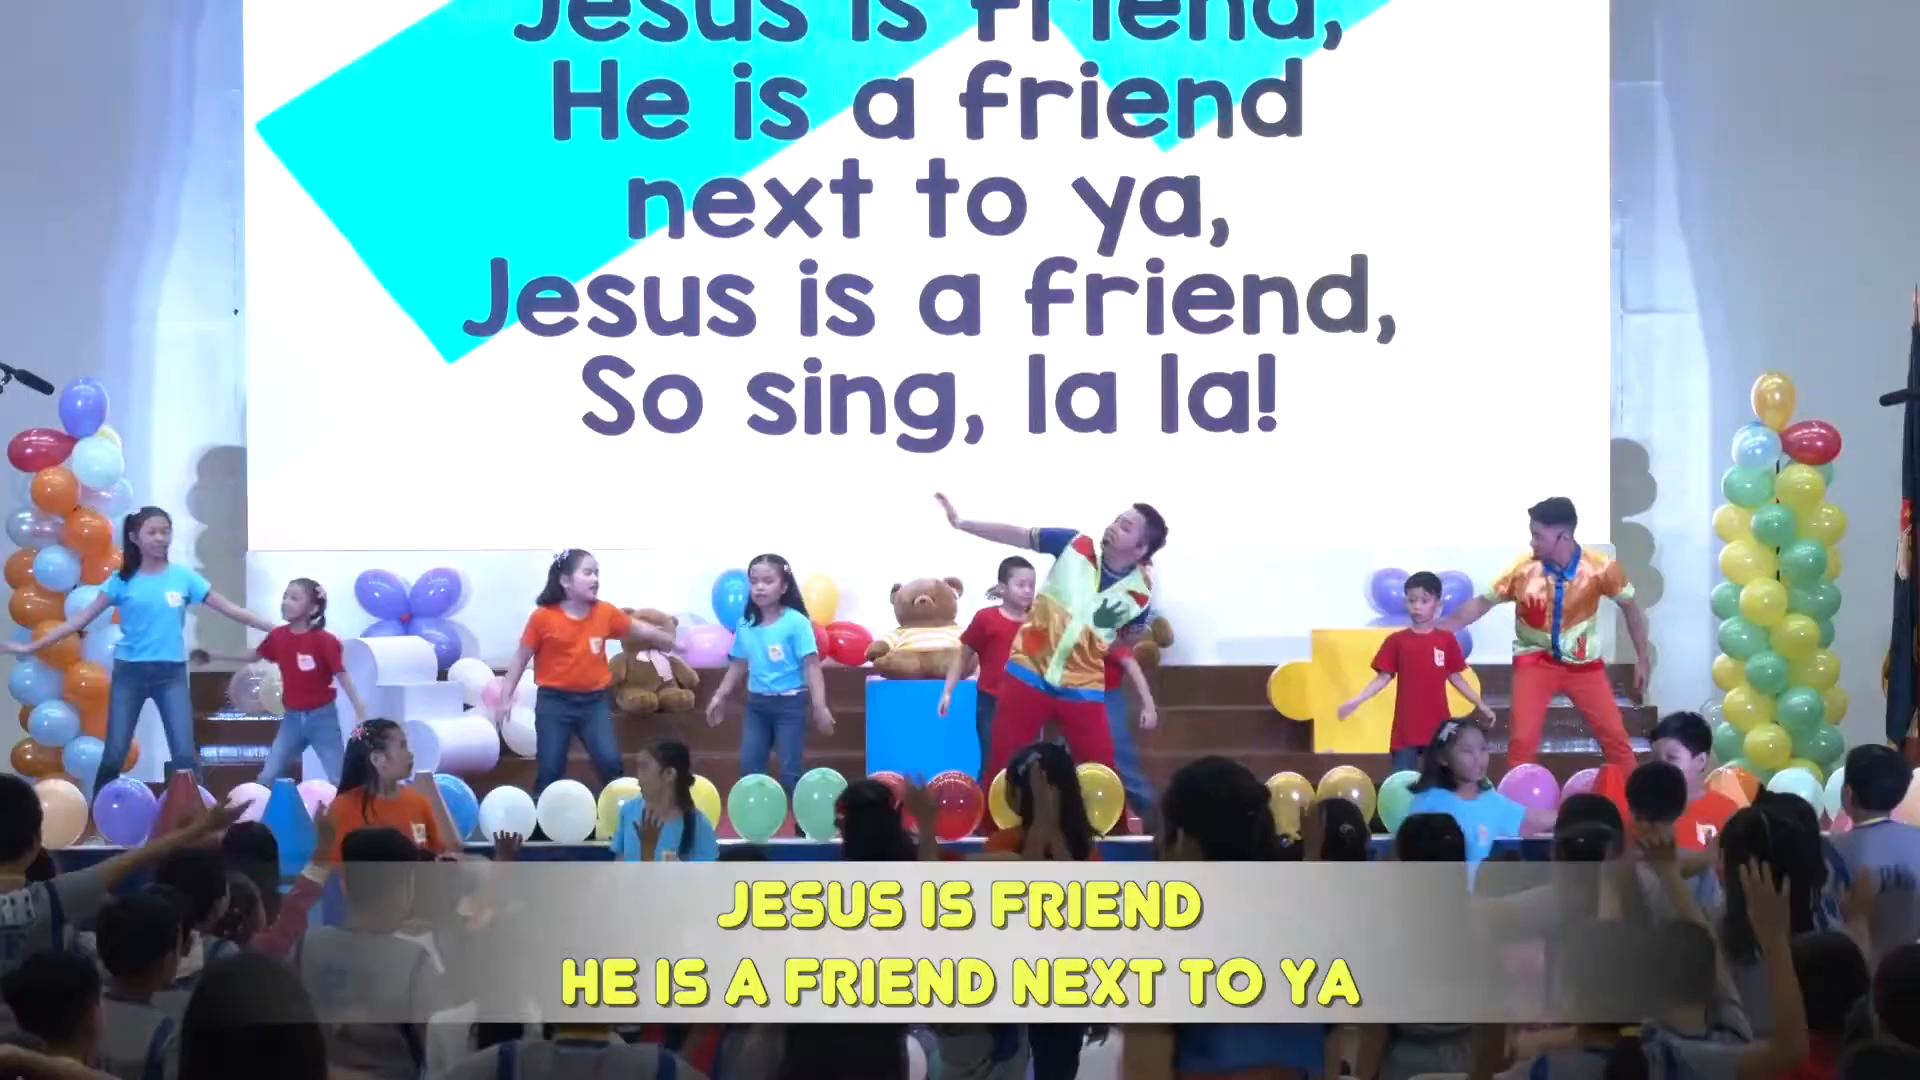 Jesus is friend,
He is a friend
next to ya,
Jesus is a friend,
So sing, la la!
JESUS IS FRIEND
HE IS A FRIEND NEXT TO YA